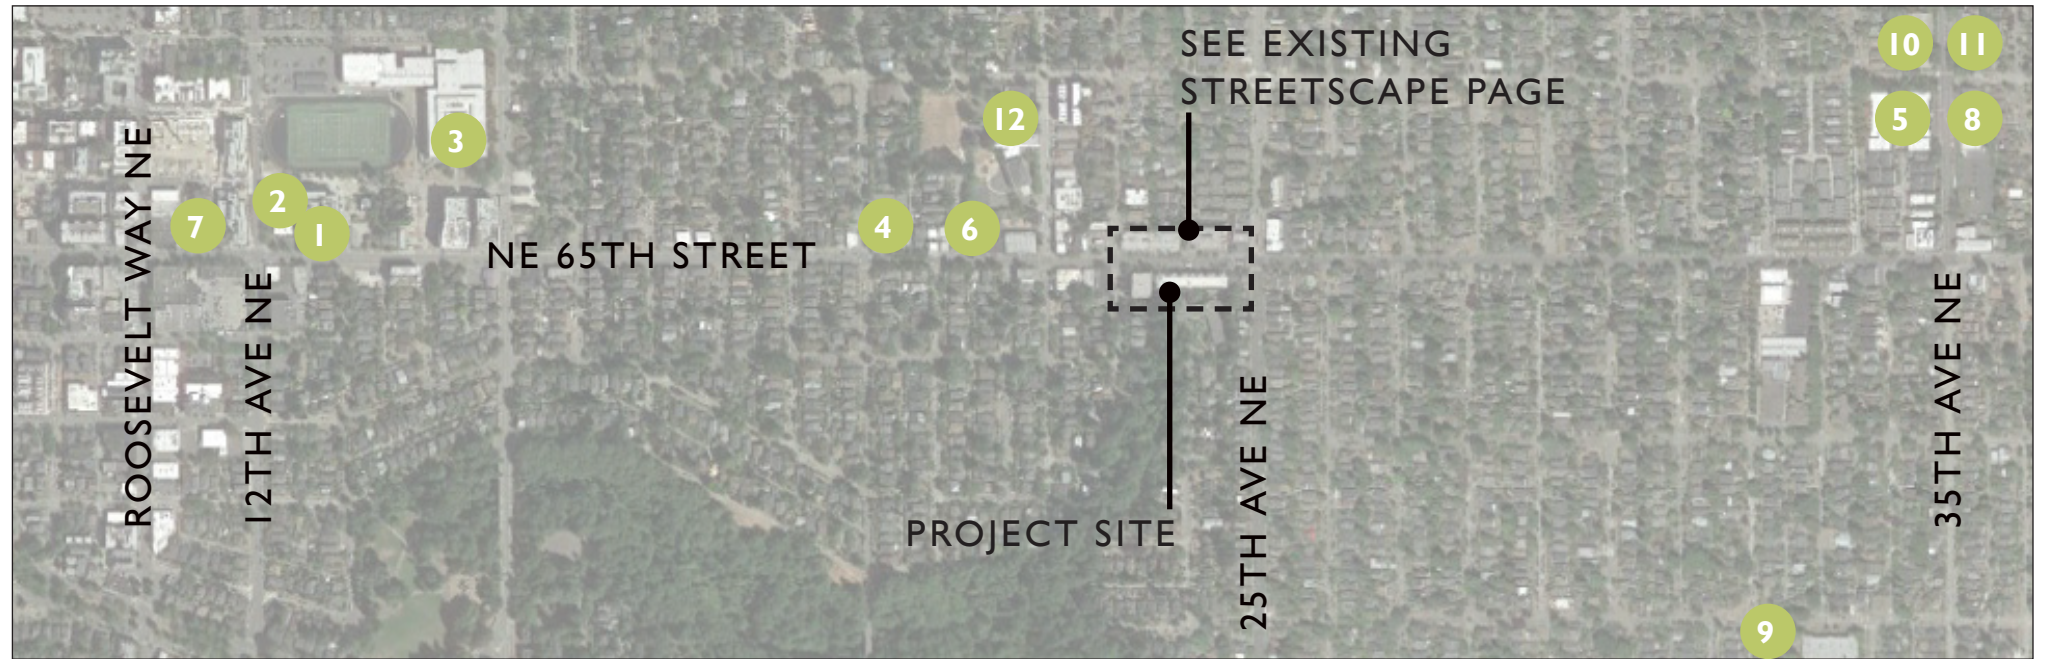 SEE EXISTING
STREETSCAPE PAGE
10
11
12
5
8
3
2
1
7
4
6
NE 65TH STREET
ROOSEVELT WAY NE
12TH AVE NE
25TH AVE NE
35TH AVE NE
PROJECT SITE
9